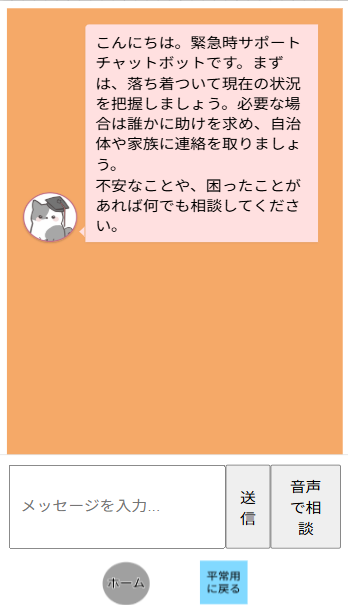 こんにちは。緊急時サポート
チャットボットです。まず
は、落ち着ついて現在の状況
を把握しましょう。必要な場
合は誰かに助けを求め、自治
体や家族に連絡を取りましょ
う。
不安なことや、困ったことが
あれば何でも相談してくださ
い。
メッセージを入力...
送
信
音声
で相
談
ホーム
平常用
に戻る